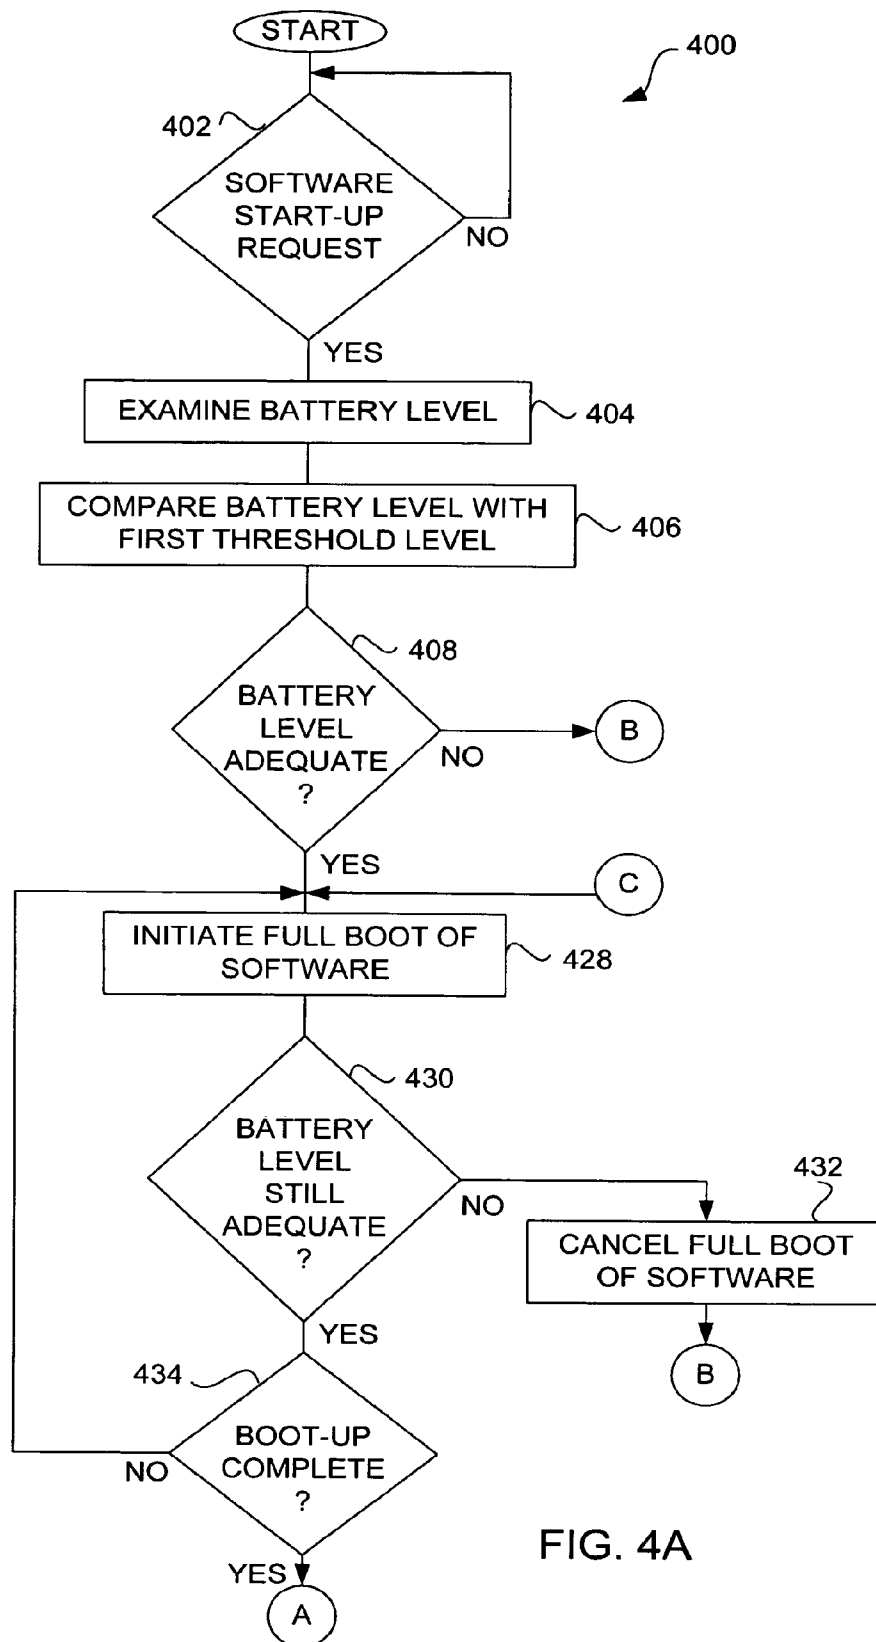 START
400
402
SOFTWARE
START-UP
REQUEST
NO
YES
EXAMINE BATTERY LEVEL
404
COMPARE BATTERY LEVEL WITH
FIRST THRESHOLD LEVEL
406
408
BATTERY
LEVEL
ADEQUATE
?
NO
B
YES
C
INITIATE FULL BOOT OF
SOFTWARE
428
430
BATTERY
LEVEL
STILL
ADEQUATE
?
NO
432
CANCEL FULL BOOT
OF SOFTWARE
YES
B
434
BOOT-UP
COMPLETE
?
NO
YES
A
FIG. 4A